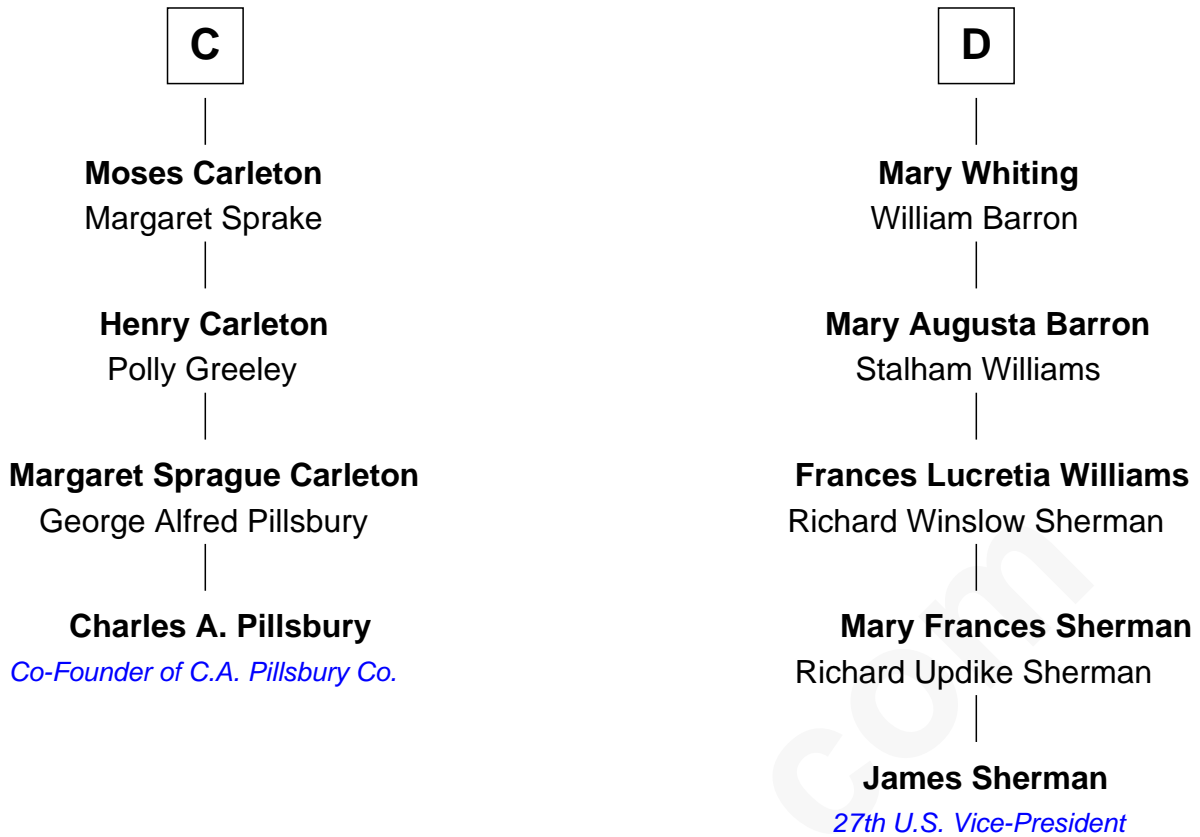 C
Moses Carleton
Margaret Sprake
Henry Carleton
Polly Greeley
Margaret Sprague Carleton
George Alfred Pillsbury
Charles A. Pillsbury
Co-Founder of C.A. Pillsbury Co.
D
Mary Whiting
William Barron
Mary Augusta Barron
Stalham Williams
Frances Lucretia Williams
Richard Winslow Sherman
Mary Frances Sherman
Richard Updike Sherman
James Sherman
27th U.S. Vice-President
com